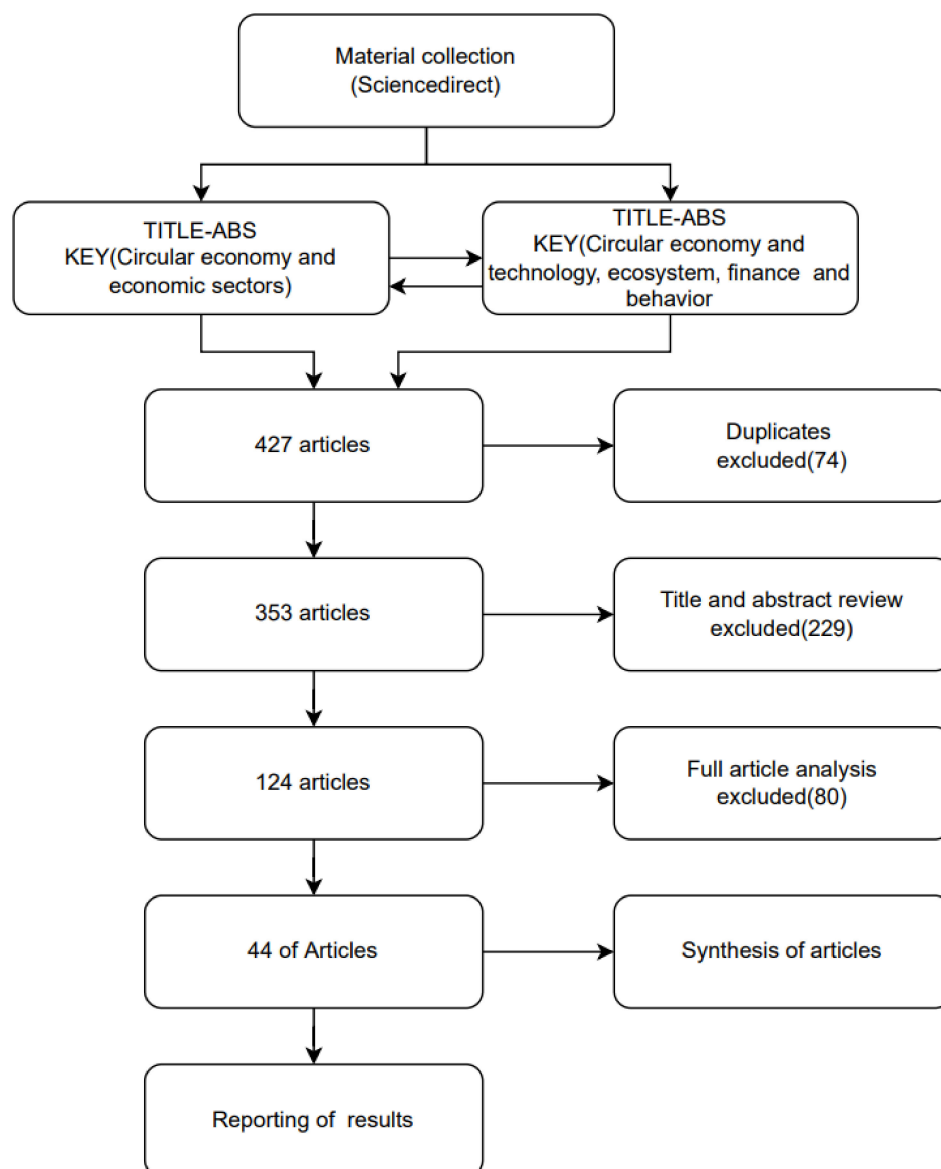 Material collection
(Sciencedirect)
TITLE-ABS
KEY(Circular economy and
economic sectors)
TITLE-ABS
KEY(Circular economy and
technology, ecosystem, finance and
behavior
427 articles
Duplicates
excluded(74)
353 articles
Title and abstract review
excluded(229)
124 articles
Full article analysis
excluded(80)
44 of Articles
Synthesis of articles
Reporting of results